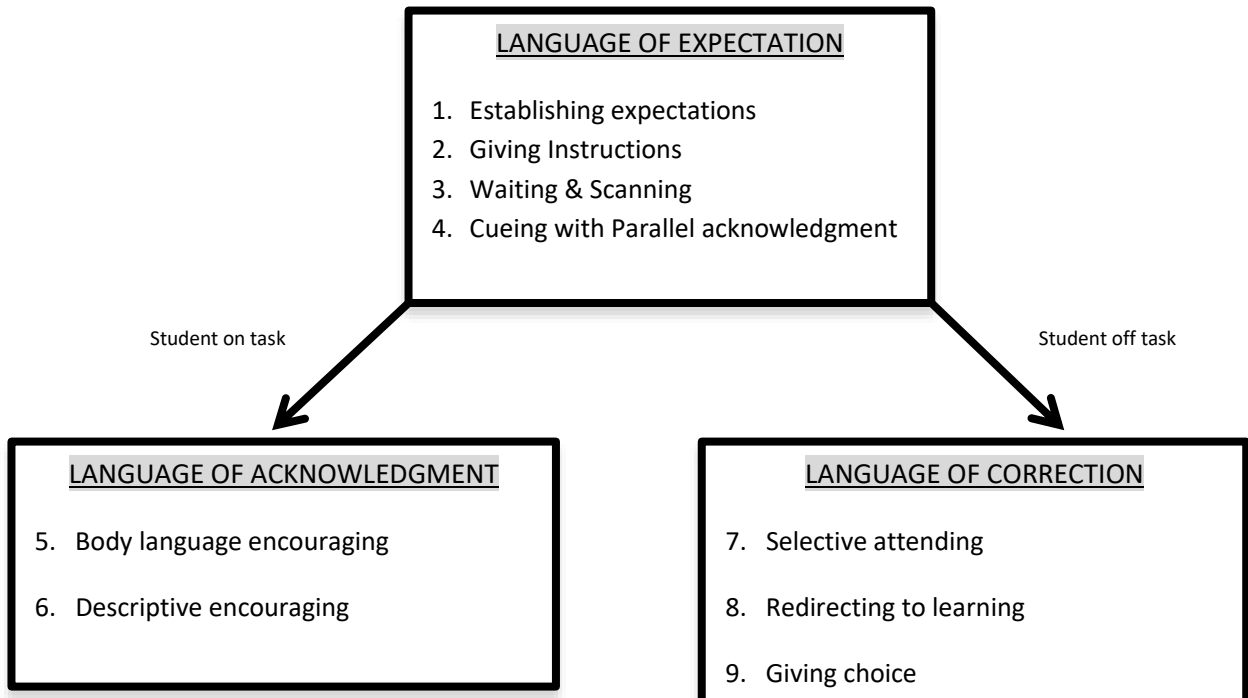 LANGUAGE OF EXPECTATION
1. Establishing expectations
2. Giving Instructions
3. Waiting & Scanning
4. Cueing with Parallel acknowledgment
Student on task
Student off task
LANGUAGE OF ACKNOWLEDGMENT
5. Body language encouraging
6. Descriptive encouraging
LANGUAGE OF CORRECTION
7. Selective attending
8. Redirecting to learning
9. Giving choice